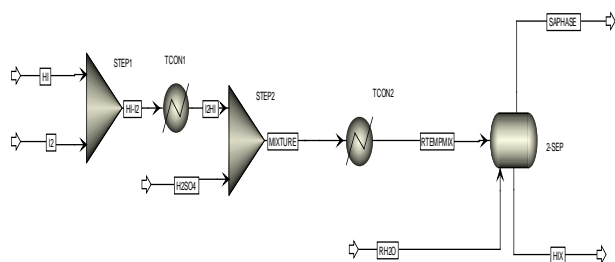 SAPHASE
STEP1
TCON1
HI
STEP2
TCON2
HI-I2
I2HI
I2
MIXTURE
RTEMPMIX
2-SEP
H2SO4
RH2O
HIX